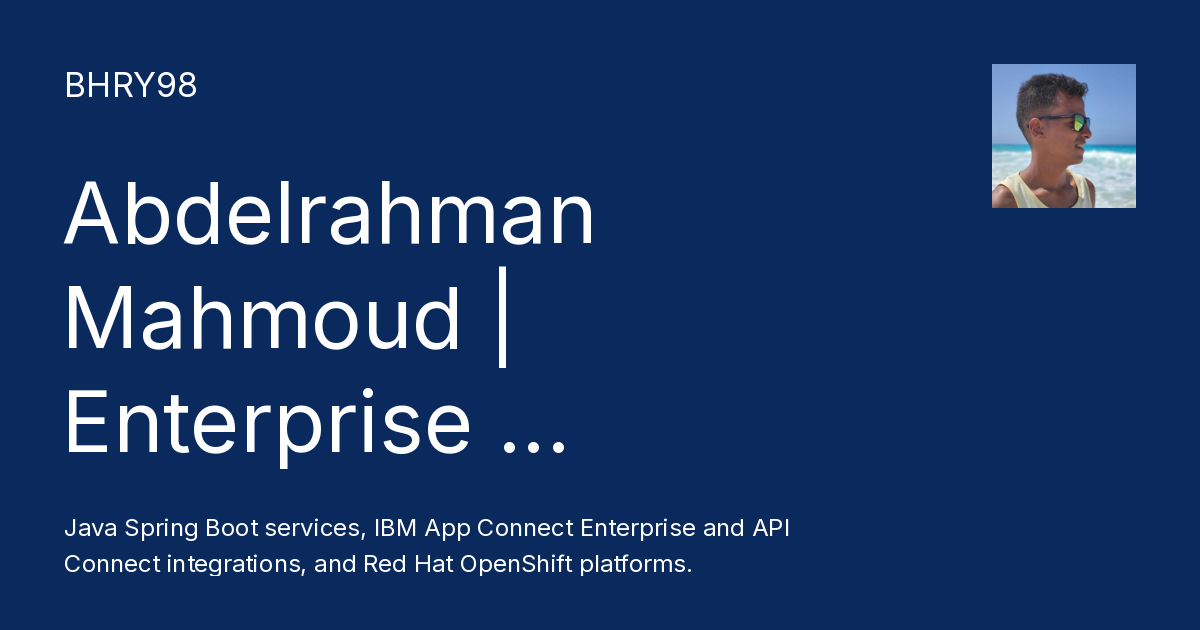 BHRY98
Abdelrahman
Mahmoud |
Enterprise ...
Java Spring Boot services, IBM App Connect Enterprise and API
Connect integrations, and Red Hat OpenShift platforms.